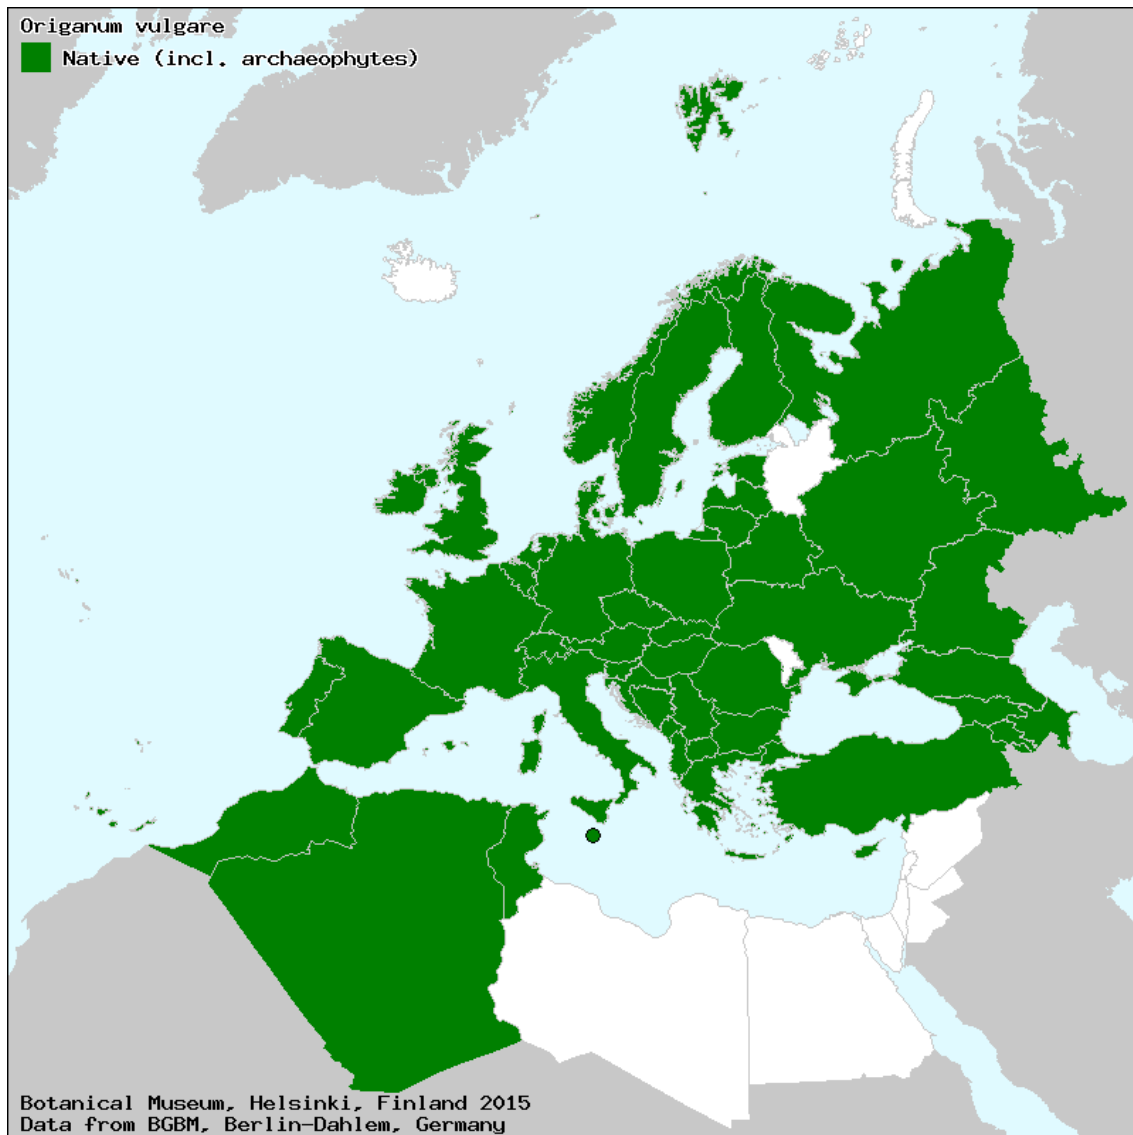 Origanum vulgare
Native (incl. archaeophytes)
Botanical Museum, Helsinki, Finland 2015
Data from BGBM, Berlin-Dahlem, Germany